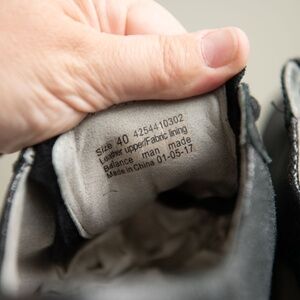 Size 40 4254410302
Leather upper/Fabric lining
Balance man made
Made in China 01-05-17